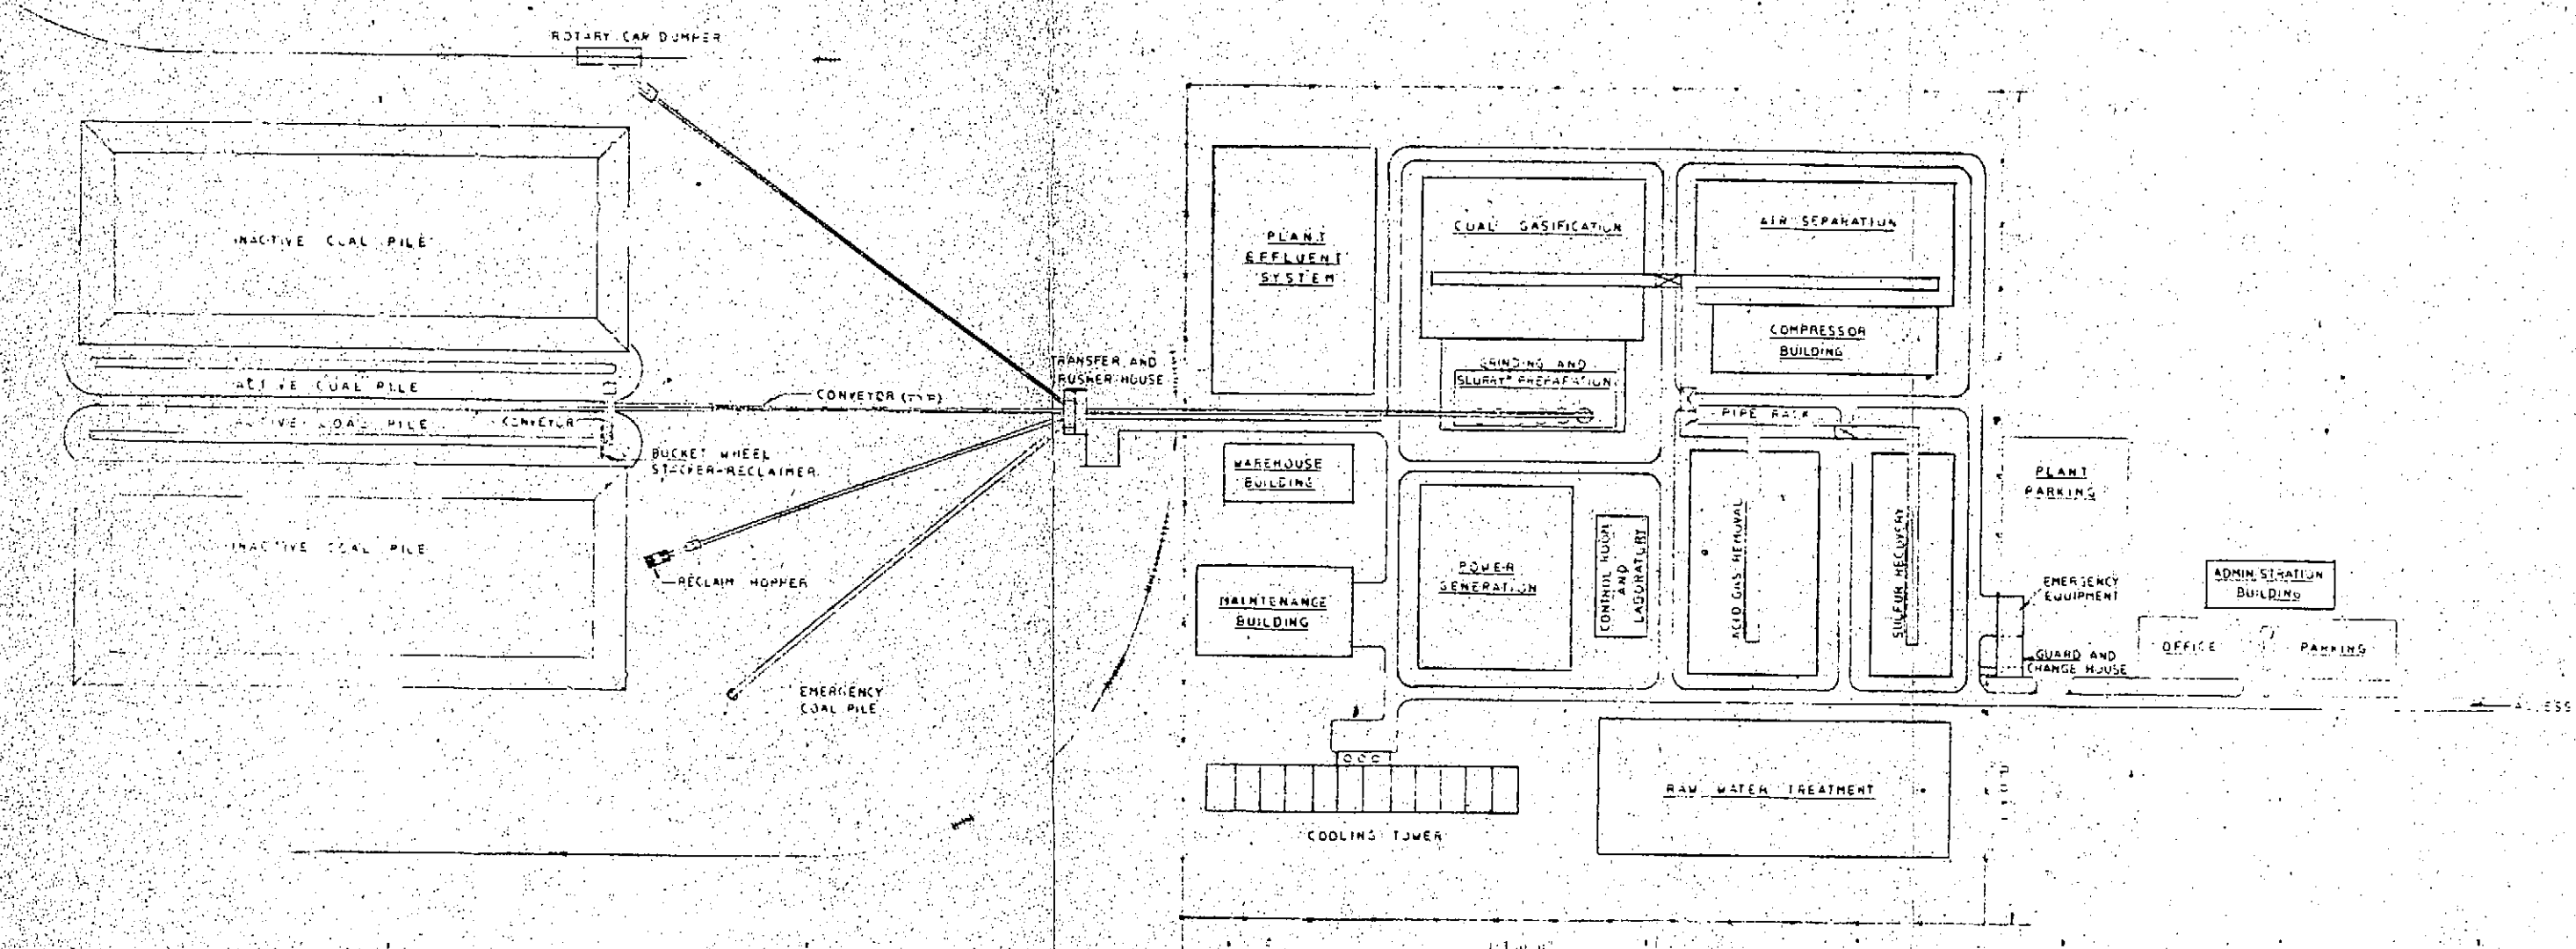 ROTARY CAR DUMPER
INACTIVE COAL PILE
ACTIVE COAL PILE
ACTIVE COAL PILE
CONVEYOR
BUCKET WHEEL
STACKER-RECLAIMER
INACTIVE COAL PILE
CONVEYOR (TYP)
TRANSFER AND
CRUSHER HOUSE
RECLAIM HOPPER
EMERGENCY
COAL PILE
PLANT
EFFLUENT
SYSTEM
COAL GASIFICATION
AIR SEPARATION
COMPRESSOR
BUILDING
GRINDING AND
SLURRY PREPARATION
PIPE RACK
WAREHOUSE
BUILDING
MAINTENANCE
BUILDING
POWER
GENERATION
CONTROL ROOM
AND
LABORATORY
ACID GAS REMOVAL
SULFUR RECOVERY
PLANT
PARKING
EMERGENCY
EQUIPMENT
ADMINISTRATION
BUILDING
OFFICE
PARKING
GUARD AND
CHANGE HOUSE
ACCESS
COOLING TOWER
RAW WATER TREATMENT